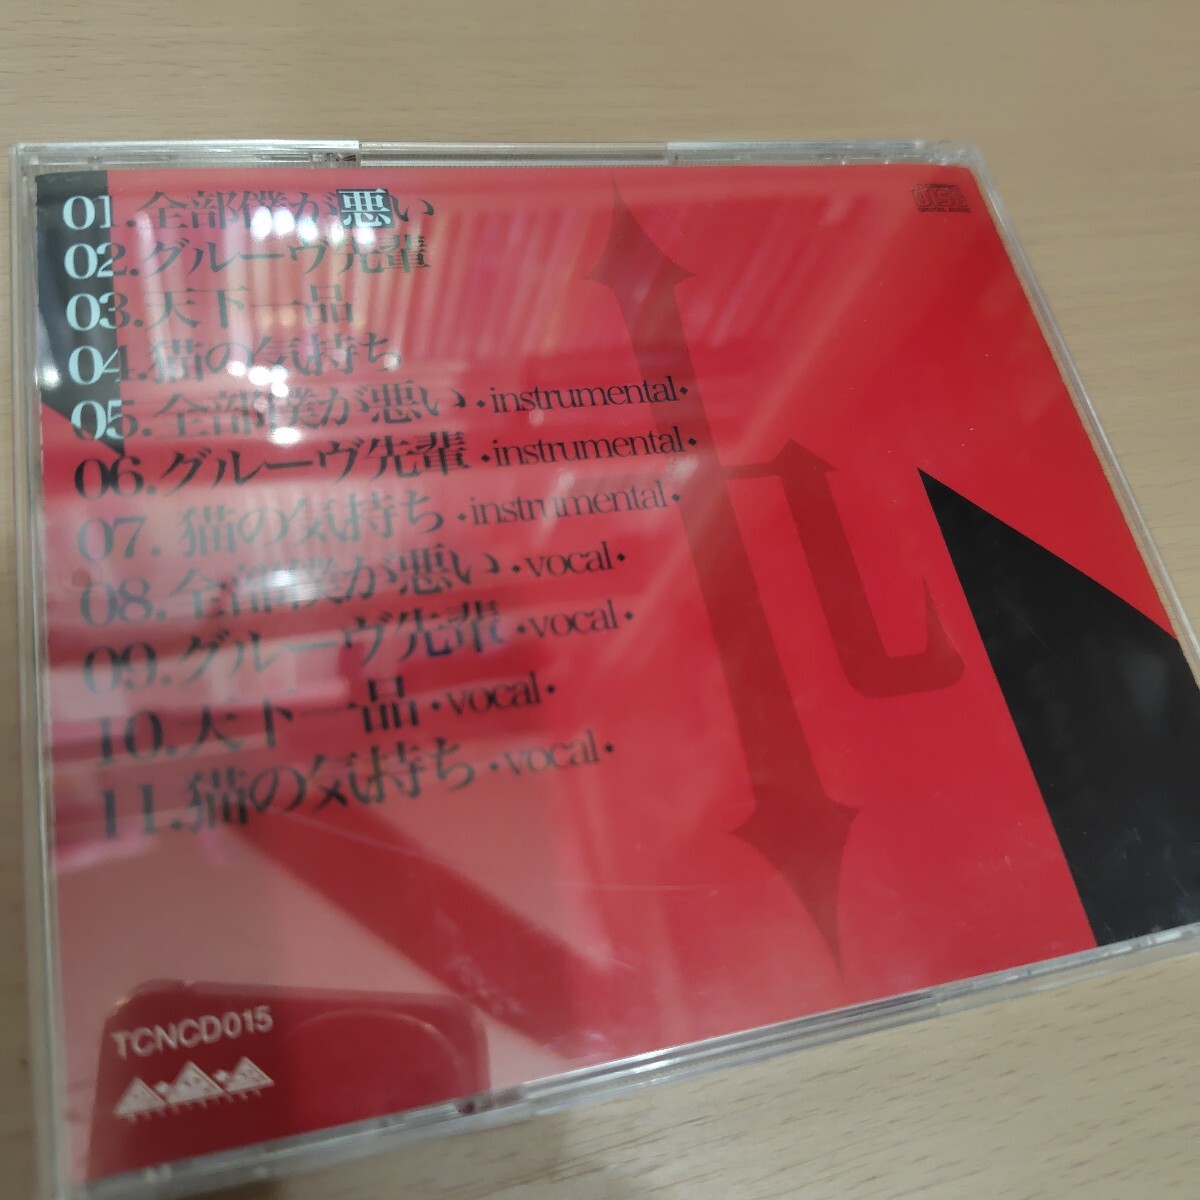 01.全部僕が悪い
02.グルーヴ先輩
03.天下一品
04.猫の気持ち
05.全部僕が悪い・instrumental・
06.グルーヴ先輩・instrumental・
07.猫の気持ち・instrumental・
08.全部僕が悪い・vocal・
09.グルーヴ先輩・vocal・
10.天下一品・vocal・
11.猫の気持ち・vocal・
TCNCD015